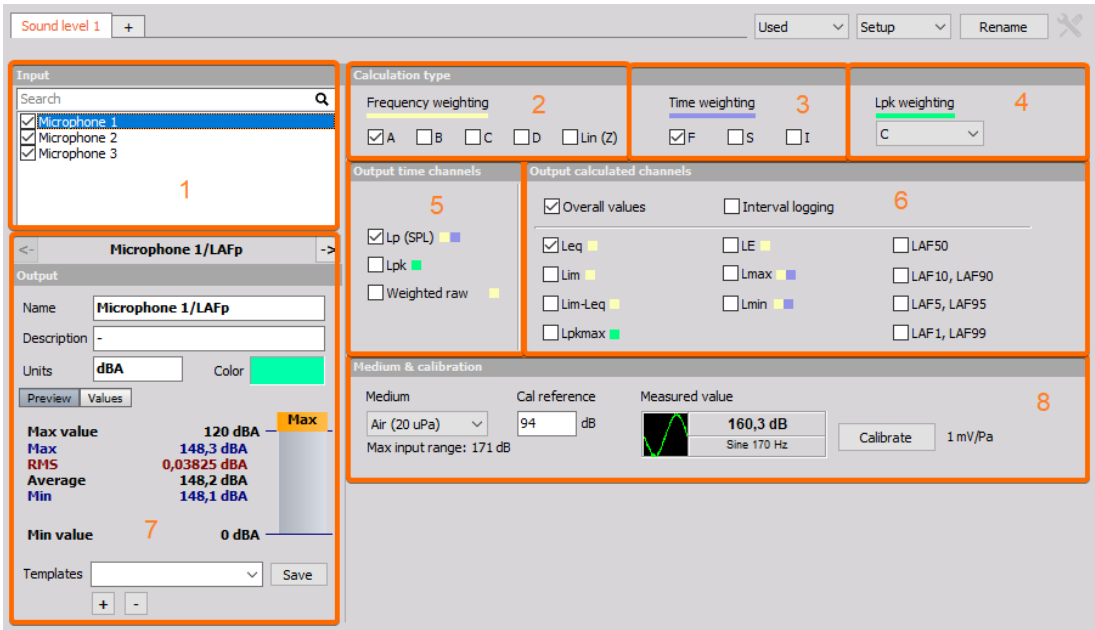 Sound level 1 + Used Setup Rename
Input
Search
Microphone 1
Microphone 2
Microphone 3
1
Calculation type
Frequency weighting 2
A B C D Lin (Z)
Time weighting 3
F S I
Lpk weighting 4
C
Output time channels
5
Lp (SPL)
Lpk
Weighted raw
Output calculated channels
Overall values Interval logging 6
Leq LE LAF50
Lim Lmax LAF10, LAF90
Lim-Leq Lmin LAF5, LAF95
Lpkmax LAF1, LAF99
<- Microphone 1/LAFp ->
Output
Name Microphone 1/LAFp
Description -
Units dBA Color
Preview Values
Max
Max value 120 dBA
Max 148,3 dBA
RMS 0,03825 dBA
Average 148,2 dBA
Min 148,1 dBA
7
Min value 0 dBA
Templates Save
+ -
Medium & calibration
Medium Cal reference Measured value 8
Air (20 uPa) 94 dB 160,3 dB
Sine 170 Hz
Calibrate 1 mV/Pa
Max input range: 171 dB